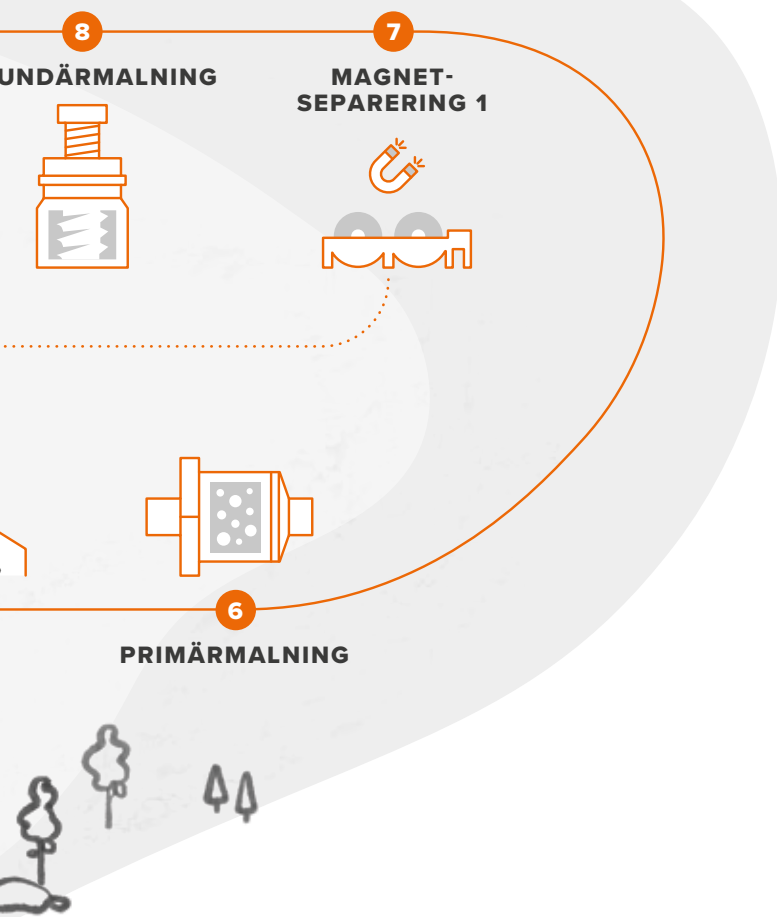 8
7
UNDÄRMALNING
MAGNET-
SEPARERING 1
6
PRIMÄRMALNING